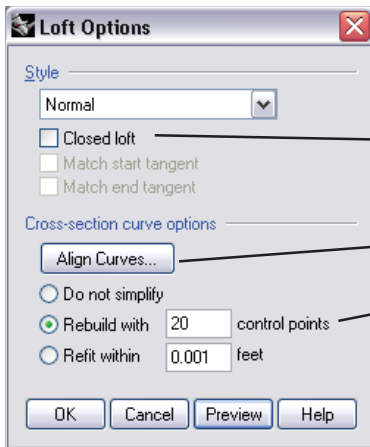 Loft Options
Style
Normal
Closed loft
Match start tangent
Match end tangent
Cross-section curve options
Align Curves...
Do not simplify
Rebuild with 20 control points
Refit within 0.001 feet
OK Cancel Preview Help